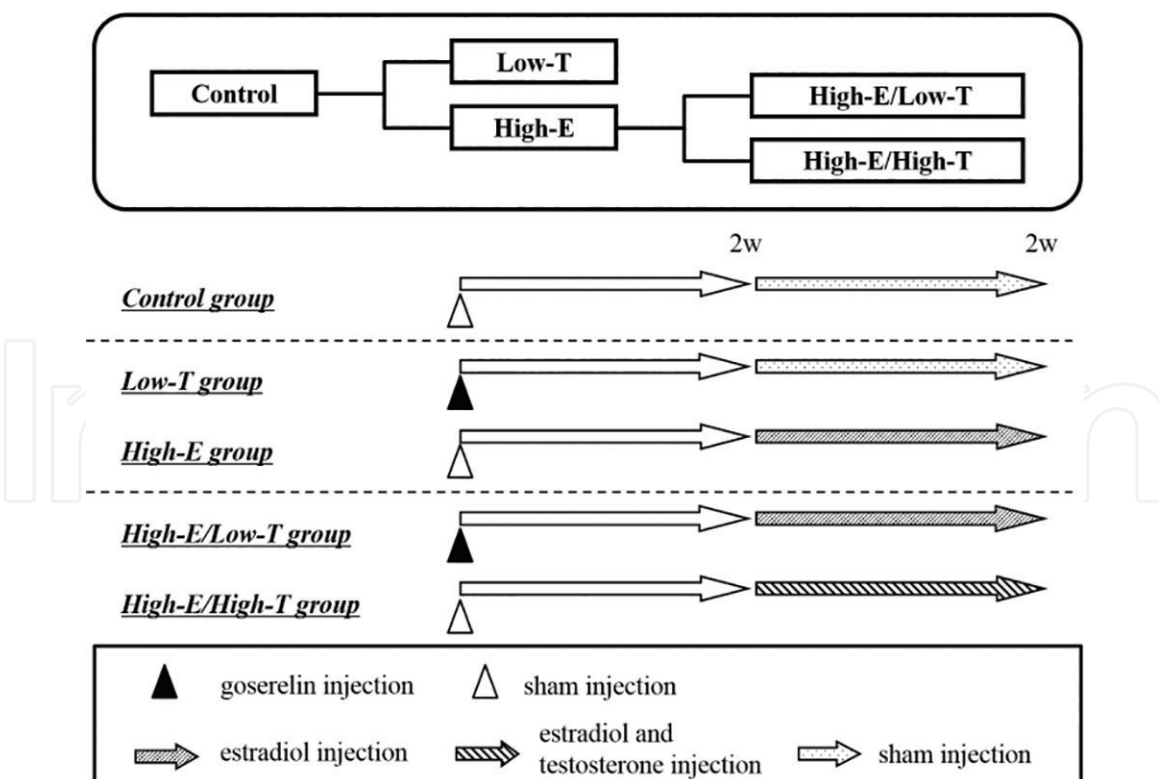 Low-T
Control
High-E/Low-T
High-E
High-E/High-T
2w 2w
Control group
Low-T group
High-E group
High-E/Low-T group
High-E/High-T group
goserelin injection sham injection
estradiol injection estradiol and
testosterone injection sham injection